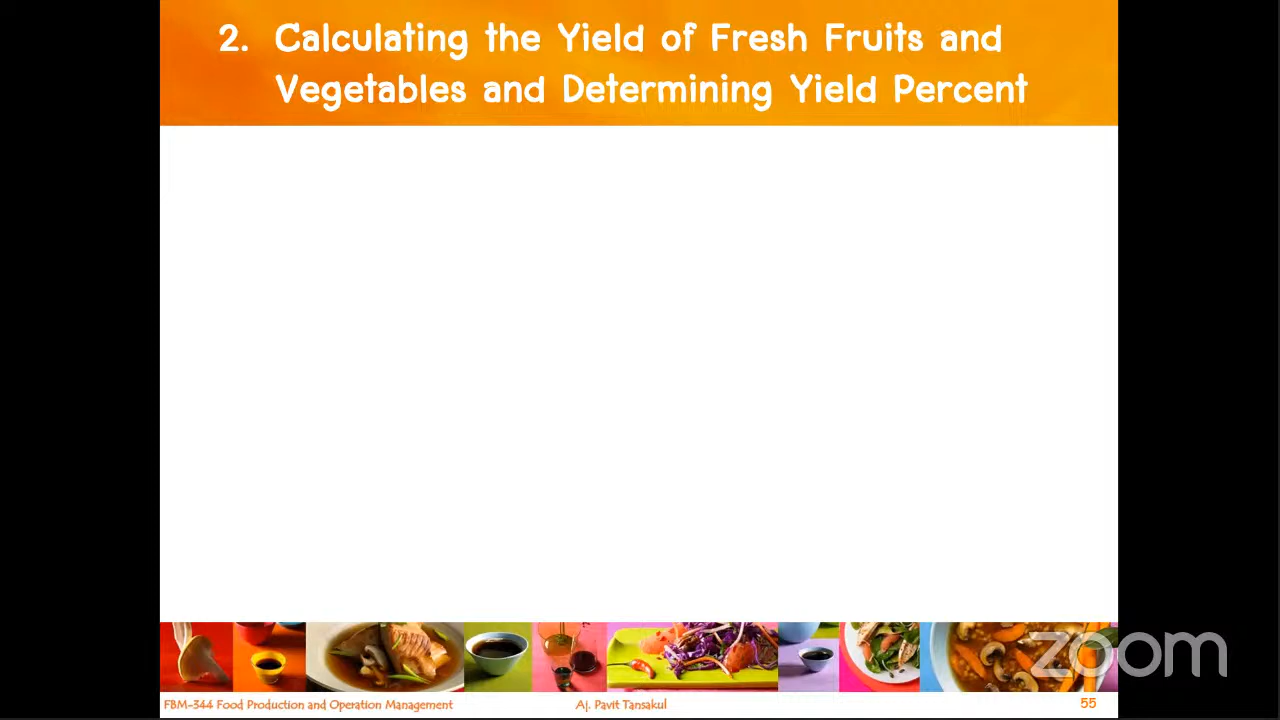 2. Calculating the Yield of Fresh Fruits and
Vegetables and Determining Yield Percent
zoom
FBM-344 Food Production and Operation Management
Aj. Pavit Tansakul
55